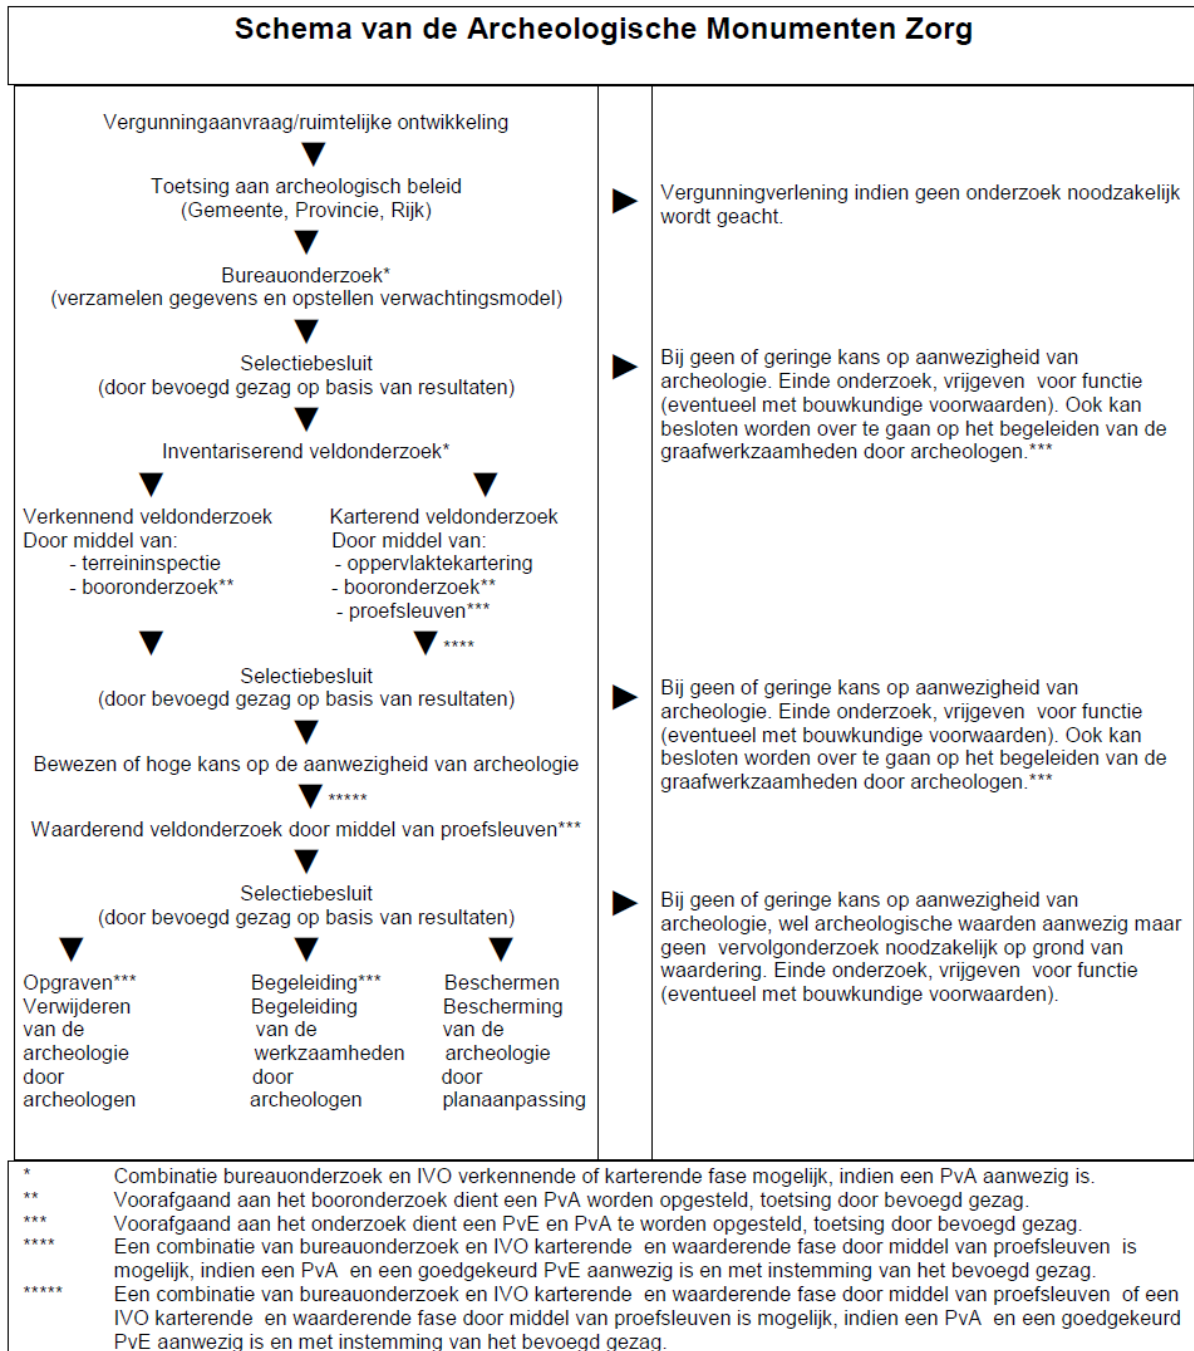 Schema van de Archeologische Monumenten Zorg
Vergunningaanvraag/ruimtelijke ontwikkeling
Toetsing aan archeologisch beleid
(Gemeente, Provincie, Rijk)
Vergunningverlening indien geen onderzoek noodzakelijk
wordt geacht.
Bureauonderzoek*
(verzamelen gegevens en opstellen verwachtingsmodel)
Selectiebesluit
(door bevoegd gezag op basis van resultaten)
Bij geen of geringe kans op aanwezigheid van
archeologie. Einde onderzoek, vrijgeven voor functie
(eventueel met bouwkundige voorwaarden). Ook kan
besloten worden over te gaan op het begeleiden van de
graafwerkzaamheden door archeologen.***
Inventariserend veldonderzoek*
Verkennend veldonderzoek
Door middel van:
- terreininspectie
- booronderzoek**
Karterend veldonderzoek
Door middel van:
- oppervlaktekartering
- booronderzoek**
- proefsleuven***
****
Selectiebesluit
(door bevoegd gezag op basis van resultaten)
Bij geen of geringe kans op aanwezigheid van
archeologie. Einde onderzoek, vrijgeven voor functie
(eventueel met bouwkundige voorwaarden). Ook kan
besloten worden over te gaan op het begeleiden van de
graafwerkzaamheden door archeologen.***
Bewezen of hoge kans op de aanwezigheid van archeologie
*****
Waarderend veldonderzoek door middel van proefsleuven***
Selectiebesluit
(door bevoegd gezag op basis van resultaten)
Bij geen of geringe kans op aanwezigheid van
archeologie, wel archeologische waarden aanwezig maar
geen vervolgonderzoek noodzakelijk op grond van
waardering. Einde onderzoek, vrijgeven voor functie
(eventueel met bouwkundige voorwaarden).
Opgraven***
Verwijderen
van de
archeologie
door
archeologen
Begeleiding***
Begeleiding
van de
werkzaamheden
door
archeologen
Beschermen
Bescherming
van de
archeologie
door
planaanpassing
* Combinatie bureauonderzoek en IVO verkennende of karterende fase mogelijk, indien een PvA aanwezig is.
** Voorafgaand aan het booronderzoek dient een PvA worden opgesteld, toetsing door bevoegd gezag.
*** Voorafgaand aan het onderzoek dient een PvE en PvA te worden opgesteld, toetsing door bevoegd gezag.
**** Een combinatie van bureauonderzoek en IVO karterende en waarderende fase door middel van proefsleuven is
mogelijk, indien een PvA en een goedgekeurd PvE aanwezig is en met instemming van het bevoegd gezag.
***** Een combinatie van bureauonderzoek en IVO karterende en waarderende fase door middel van proefsleuven of een
IVO karterende en waarderende fase door middel van proefsleuven is mogelijk, indien een PvA en een goedgekeurd
PvE aanwezig is en met instemming van het bevoegd gezag.